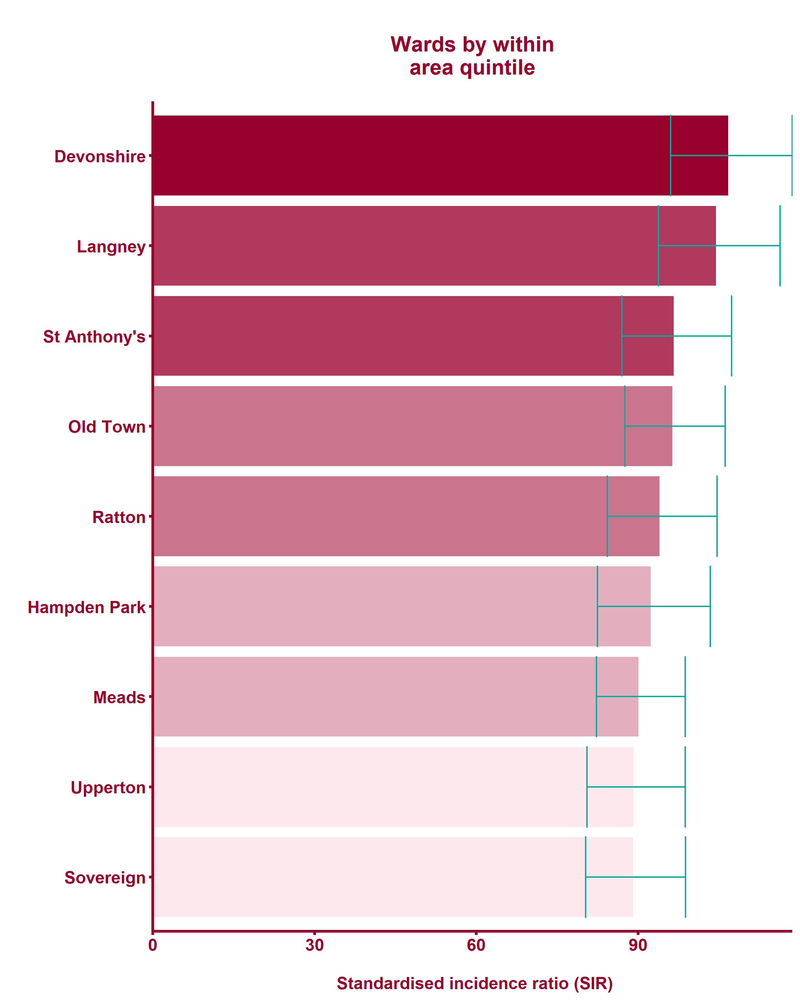 Wards by within
area quintile
Devonshire
Langney
St Anthony's
Old Town
Ratton
Hampden Park
Meads
Upperton
Sovereign
0 30 60 90
Standardised incidence ratio (SIR)